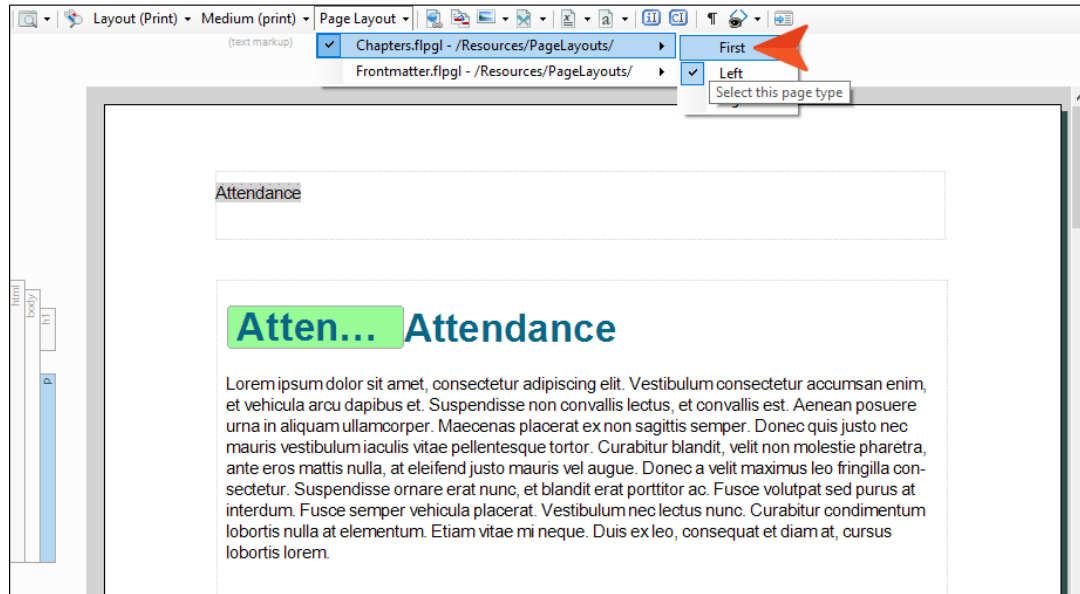 Layout (Print) Medium (print) Page Layout
(text markup)
Chapters.flpgl - /Resources/PageLayouts/
First
Frontmatter.flpgl - /Resources/PageLayouts/
Left
Select this page type
Attendance
html
body
h1
p
Atten... Attendance
Lorem ipsum dolor sit amet, consectetur adipiscing elit. Vestibulum consectetur accumsan enim,
et vehicula arcu dapibus et. Suspendisse non convallis lectus, et convallis est. Aenean posuere
urna in aliquam ullamcorper. Maecenas placerat ex non sagittis semper. Donec quis justo nec
mauris vestibulum iaculis vitae pellentesque tortor. Curabitur blandit, velit non molestie pharetra,
ante eros mattis nulla, at eleifend justo mauris vel augue. Donec a velit maximus leo fringilla con-
sectetur. Suspendisse ornare erat nunc, et blandit erat porttitor ac. Fusce volutpat sed purus at
interdum. Fusce semper vehicula placerat. Vestibulum nec lectus nunc. Curabitur condimentum
lobortis nulla at elementum. Etiam vitae mi neque. Duis ex leo, consequat et diam at, cursus
lobortis lorem.